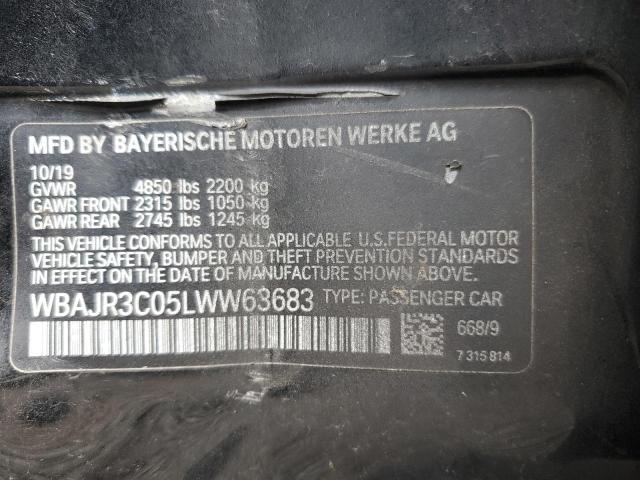 MFD BY BAYERISCHE MOTOREN WERKE AG
10/19
GVWR 4850 lbs 2200 kg
GAWR FRONT 2315 lbs 1050 kg
GAWR REAR 2745 lbs 1245 kg
THIS VEHICLE CONFORMS TO ALL APPLICABLE U.S.FEDERAL MOTOR
VEHICLE SAFETY, BUMPER AND THEFT PREVENTION STANDARDS
IN EFFECT ON THE DATE OF MANUFACTURE SHOWN ABOVE.
WBAJR3C05LWW63683 TYPE: PASSENGER CAR
668/9
7 315 814